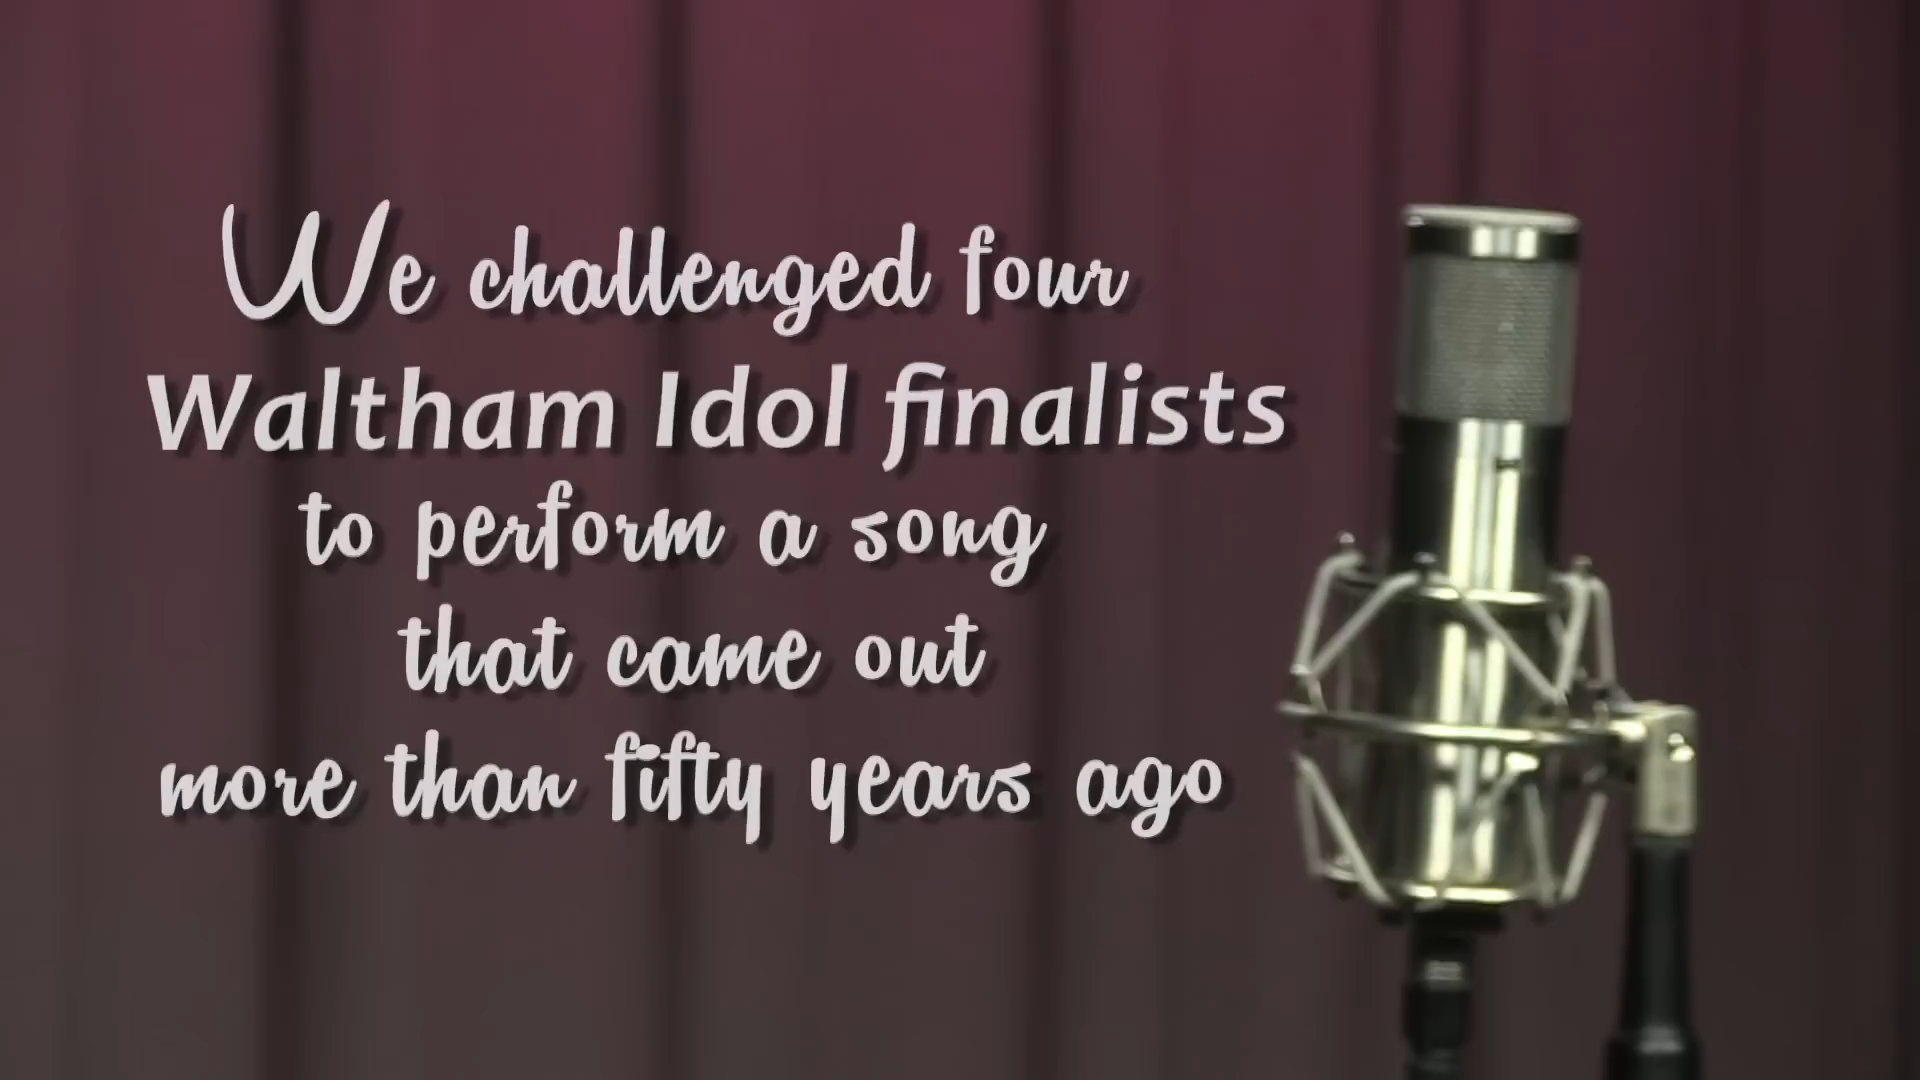 We challenged four
Waltham Idol finalists
to perform a song
that came out
more than fifty years ago